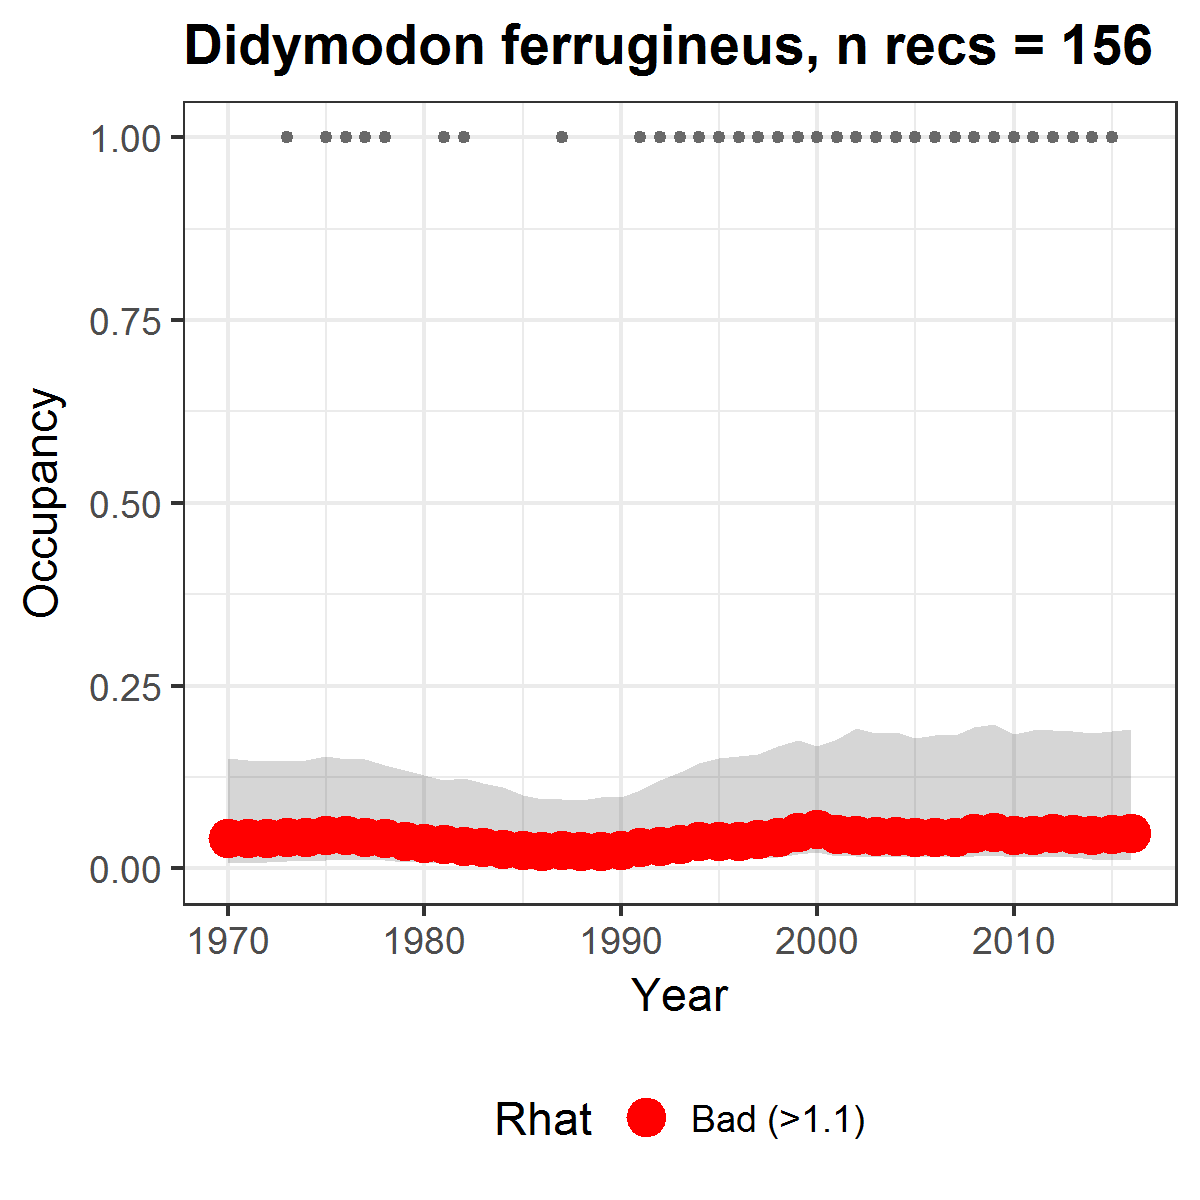 Didymodon ferrugineus, n recs = 156
1.00
0.75
0.50
0.25
0.00
Occupancy
1970 1980 1990 2000 2010
Year
Rhat Bad (>1.1)